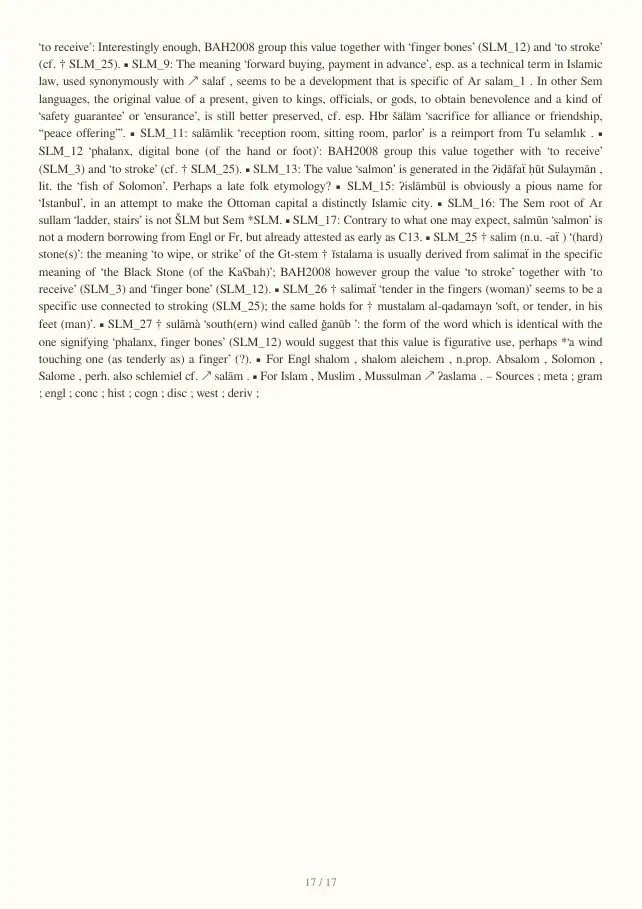 ‘to receive’: Interestingly enough, BAH2008 group this value together with ‘finger bones’ (SLM_12) and ‘to stroke’
(cf. † SLM_25). ▪ SLM_9: The meaning ‘forward buying, payment in advance’, esp. as a technical term in Islamic
law, used synonymously with ↗ salaf , seems to be a development that is specific of Ar salam_1 . In other Sem
languages, the original value of a present, given to kings, officials, or gods, to obtain benevolence and a kind of
‘safety guarantee’ or ‘ensurance’, is still better preserved, cf. esp. Hbr šäläm ‘sacrifice for alliance or friendship,
“peace offering”’. ▪ SLM_11: salāmlik ‘reception room, sitting room, parlor’ is a reimport from Tu selamlık . ▪
SLM_12 ‘phalanx, digital bone (of the hand or foot)’: BAH2008 group this value together with ‘to receive’
(SLM_3) and ‘to stroke’ (cf. † SLM_25). ▪ SLM_13: The value ‘salmon’ is generated in the ʔiḍāfaẗ ḥūt Sulaymān ,
lit. the ‘fish of Solomon’. Perhaps a late folk etymology? ▪ SLM_15: ʔislāmbūl is obviously a pious name for
‘Istanbul’, in an attempt to make the Ottoman capital a distinctly Islamic city. ▪ SLM_16: The Sem root of Ar
sullam ‘ladder, stairs’ is not ŠLM but Sem *SLM. ▪ SLM_17: Contrary to what one may expect, salmūn ‘salmon’ is
not a modern borrowing from Engl or Fr, but already attested as early as C13. ▪ SLM_25 † salim (n.u. -aẗ ) ‘(hard)
stone(s)’: the meaning ‘to wipe, or strike’ of the Gt-stem † ĭstalama is usually derived from salimaẗ in the specific
meaning of ‘the Black Stone (of the Kaʕbah)’; BAH2008 however group the value ‘to stroke’ together with ‘to
receive’ (SLM_3) and ‘finger bone’ (SLM_12). ▪ SLM_26 † salimaẗ ‘tender in the fingers (woman)’ seems to be a
specific use connected to stroking (SLM_25); the same holds for † mustalam al-qadamayn ‘soft, or tender, in his
feet (man)’. ▪ SLM_27 † sulāmà ‘south(ern) wind called ǧanūb ’: the form of the word which is identical with the
one signifying ‘phalanx, finger bones’ (SLM_12) would suggest that this value is figurative use, perhaps *‘a wind
touching one (as tenderly as) a finger’ (?). ▪ For Engl shalom , shalom aleichem , n.prop. Absalom , Solomon ,
Salome , perh. also schlemiel cf. ↗ salām . ▪ For Islam , Muslim , Mussulman ↗ ʔaslama . – Sources ; meta ; gram
; engl ; conc ; hist ; cogn ; disc ; west ; deriv ;
17 / 17